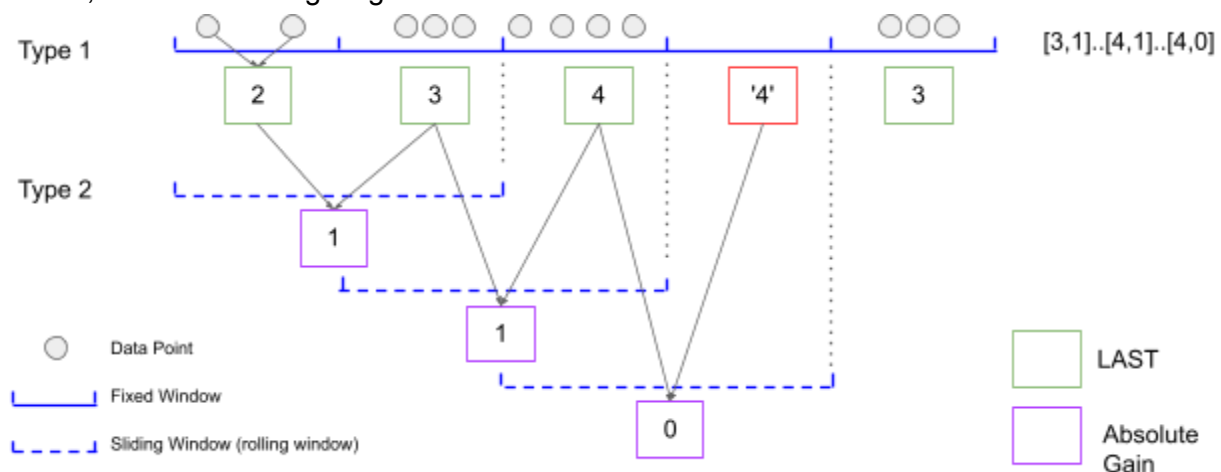 Type 1
[3,1]..[4,1]..[4,0]
2
3
4
'4'
3
Type 2
1
1
0
Data Point
Fixed Window
Sliding Window (rolling window)
LAST
Absolute
Gain